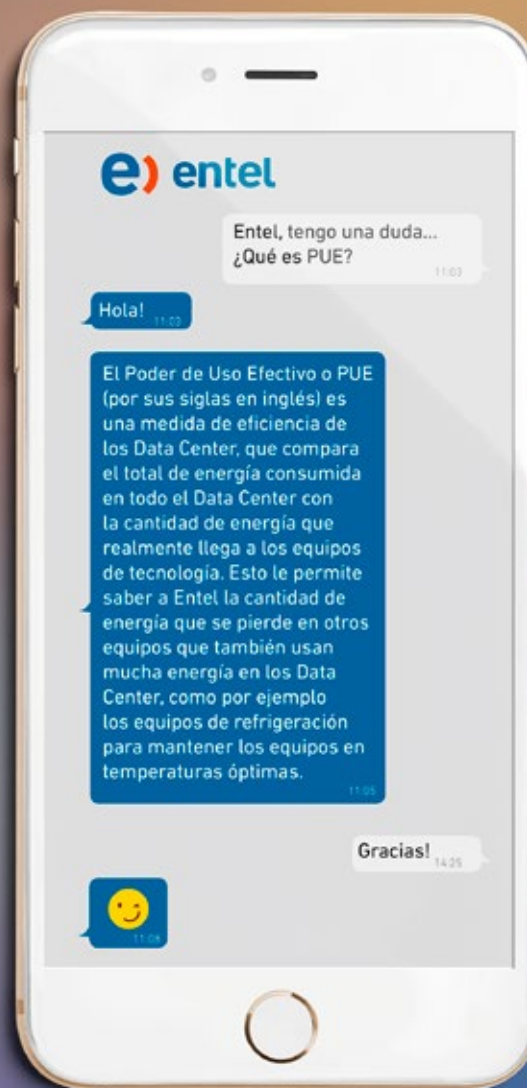 e) entel
Entel, tengo una duda...
¿Qué es PUE?
11:03
Hola!
11:03
El Poder de Uso Efectivo o PUE
(por sus siglas en inglés) es
una medida de eficiencia de
los Data Center, que compara
el total de energía consumida
en todo el Data Center con
la cantidad de energía que
realmente llega a los equipos
de tecnología. Esto le permite
saber a Entel la cantidad de
energía que se pierde en otros
equipos que también usan
mucha energía en los Data
Center, como por ejemplo
los equipos de refrigeración
para mantener los equipos en
temperaturas óptimas.
11:05
Gracias!
14:25
11:08